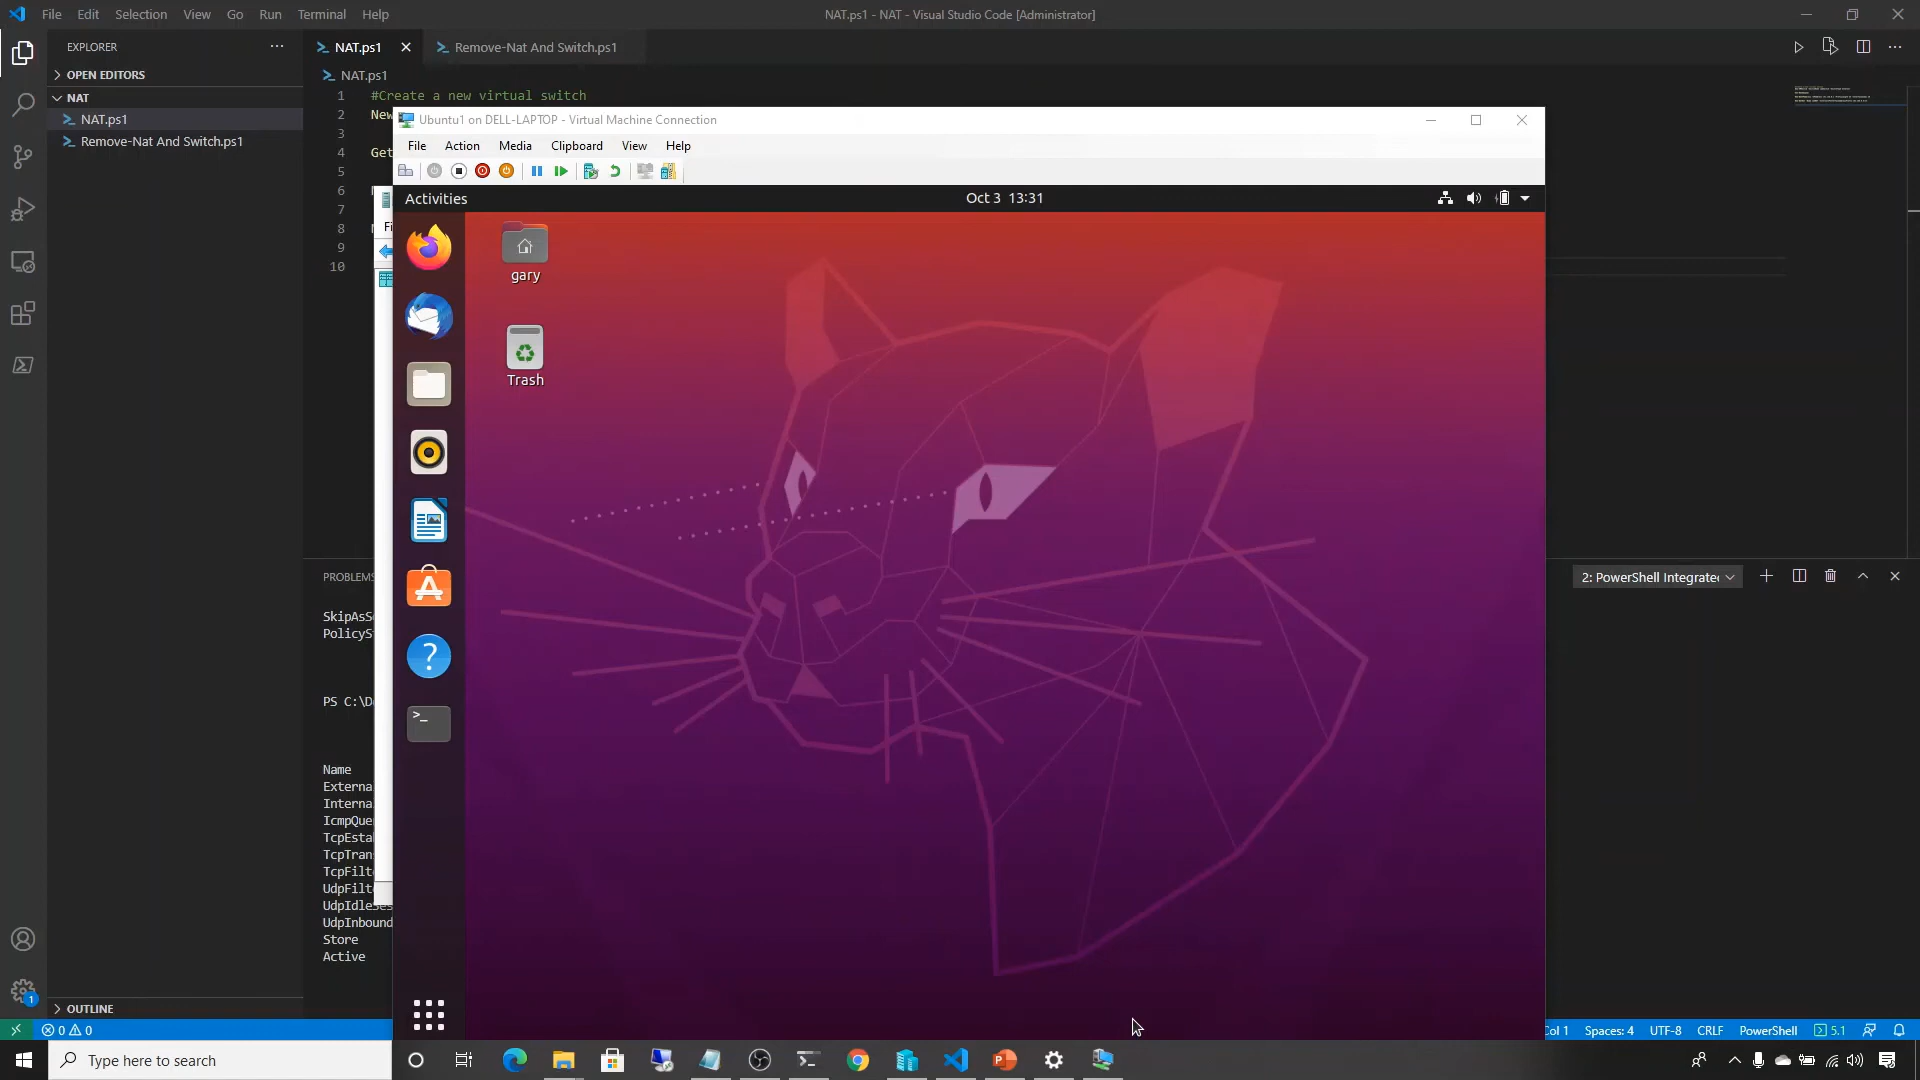 File Edit Selection View Go Run Terminal Help
NAT.ps1 - NAT - Visual Studio Code [Administrator]
EXPLORER
OPEN EDITORS
NAT
NAT.ps1
Remove-Nat And Switch.ps1
OUTLINE
NAT.ps1
Remove-Nat And Switch.ps1
NAT.ps1
1 #Create a new virtual switch
2 New
3
4 Get
5
6
7
8
9
10
Ubuntu1 on DELL-LAPTOP - Virtual Machine Connection
File Action Media Clipboard View Help
Activities
Oct 3 13:31
gary
Trash
Fi
PROBLEMS
2: PowerShell Integrate
SkipAsS
PolicyS
PS C:\D
Name
Externa
Interna
IcmpQue
TcpEsta
TcpTran
TcpFilt
UdpFilt
UdpIdleSes
UdpInbound
Store
Active
1
0 0
Col 1 Spaces: 4 UTF-8 CRLF PowerShell 5.1
Type here to search